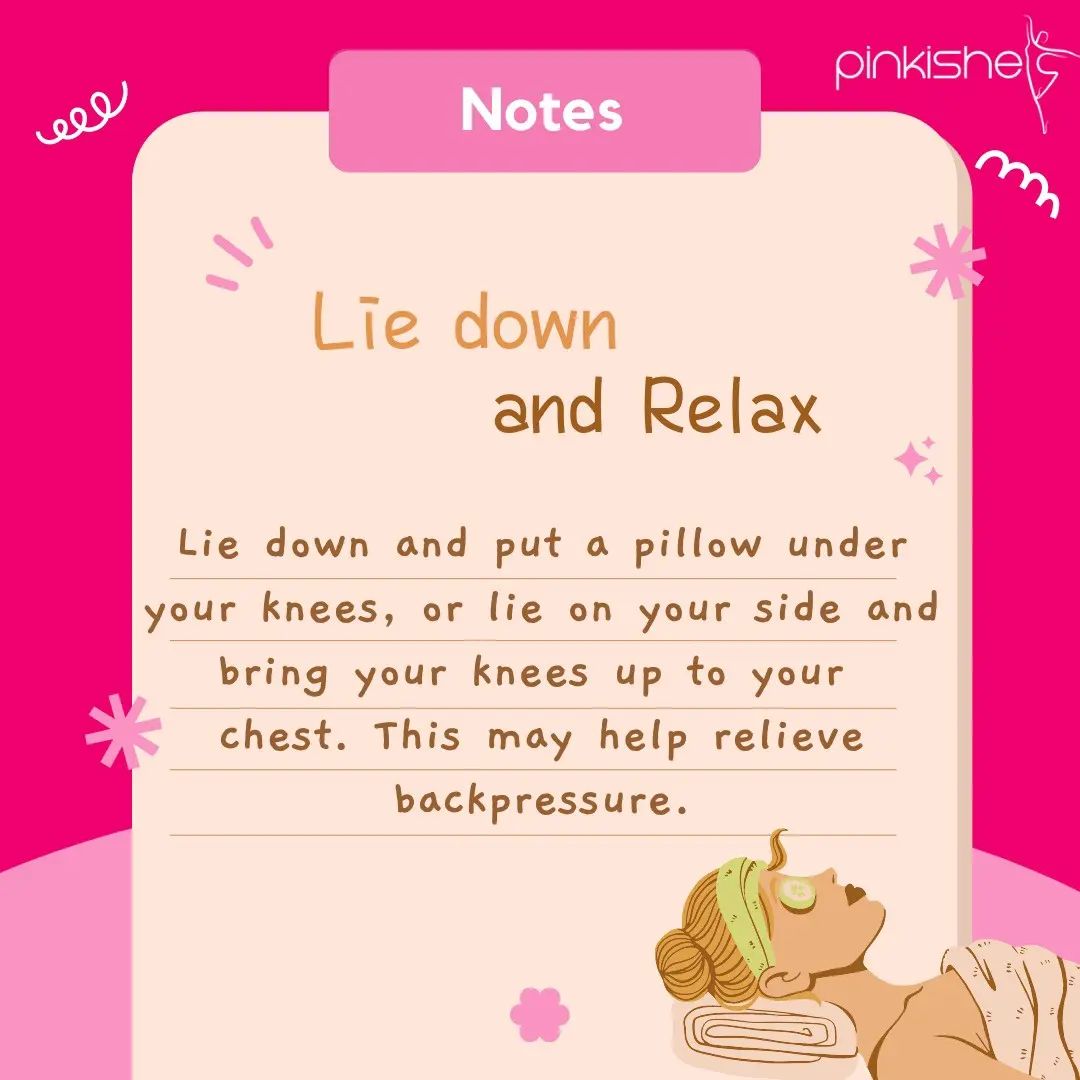 pinkishe
Notes
Lie down
and Relax
Lie down and put a pillow under
your knees, or lie on your side and
bring your knees up to your
chest. This may help relieve
backpressure.